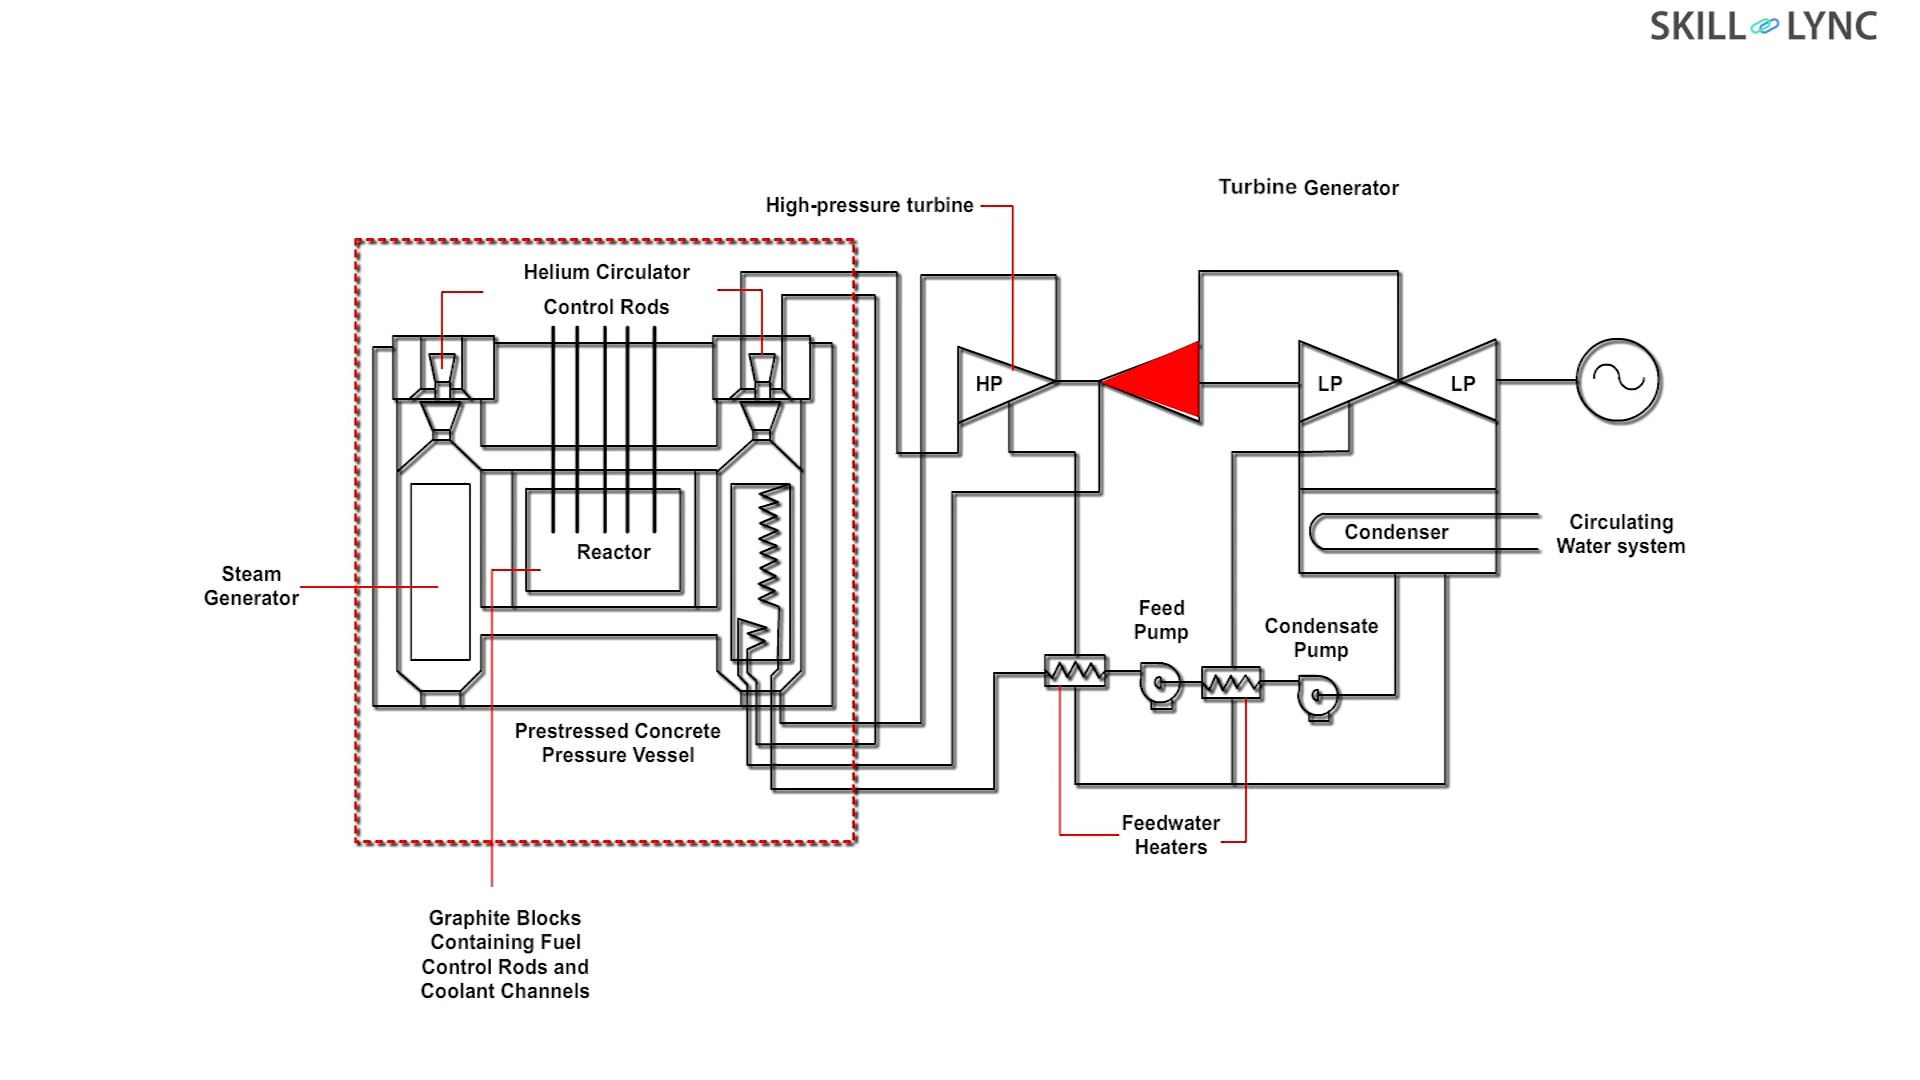 SKILL LYNC
Turbine Generator
High-pressure turbine
Helium Circulator
Control Rods
HP
LP
LP
Reactor
Condenser
Circulating
Water system
Steam
Generator
Feed
Pump
Condensate
Pump
Prestressed Concrete
Pressure Vessel
Feedwater
Heaters
Graphite Blocks
Containing Fuel
Control Rods and
Coolant Channels